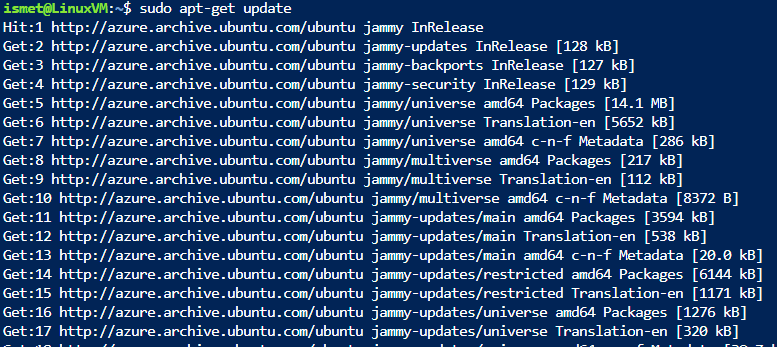 ismet@LinuxVM:~$ sudo apt-get update
Hit:1 http://azure.archive.ubuntu.com/ubuntu jammy InRelease
Get:2 http://azure.archive.ubuntu.com/ubuntu jammy-updates InRelease [128 kB]
Get:3 http://azure.archive.ubuntu.com/ubuntu jammy-backports InRelease [127 kB]
Get:4 http://azure.archive.ubuntu.com/ubuntu jammy-security InRelease [129 kB]
Get:5 http://azure.archive.ubuntu.com/ubuntu jammy/universe amd64 Packages [14.1 MB]
Get:6 http://azure.archive.ubuntu.com/ubuntu jammy/universe Translation-en [5652 kB]
Get:7 http://azure.archive.ubuntu.com/ubuntu jammy/universe amd64 c-n-f Metadata [286 kB]
Get:8 http://azure.archive.ubuntu.com/ubuntu jammy/multiverse amd64 Packages [217 kB]
Get:9 http://azure.archive.ubuntu.com/ubuntu jammy/multiverse Translation-en [112 kB]
Get:10 http://azure.archive.ubuntu.com/ubuntu jammy/multiverse amd64 c-n-f Metadata [8372 B]
Get:11 http://azure.archive.ubuntu.com/ubuntu jammy-updates/main amd64 Packages [3594 kB]
Get:12 http://azure.archive.ubuntu.com/ubuntu jammy-updates/main Translation-en [538 kB]
Get:13 http://azure.archive.ubuntu.com/ubuntu jammy-updates/main amd64 c-n-f Metadata [20.0 kB]
Get:14 http://azure.archive.ubuntu.com/ubuntu jammy-updates/restricted amd64 Packages [6144 kB]
Get:15 http://azure.archive.ubuntu.com/ubuntu jammy-updates/restricted Translation-en [1171 kB]
Get:16 http://azure.archive.ubuntu.com/ubuntu jammy-updates/universe amd64 Packages [1276 kB]
Get:17 http://azure.archive.ubuntu.com/ubuntu jammy-updates/universe Translation-en [320 kB]